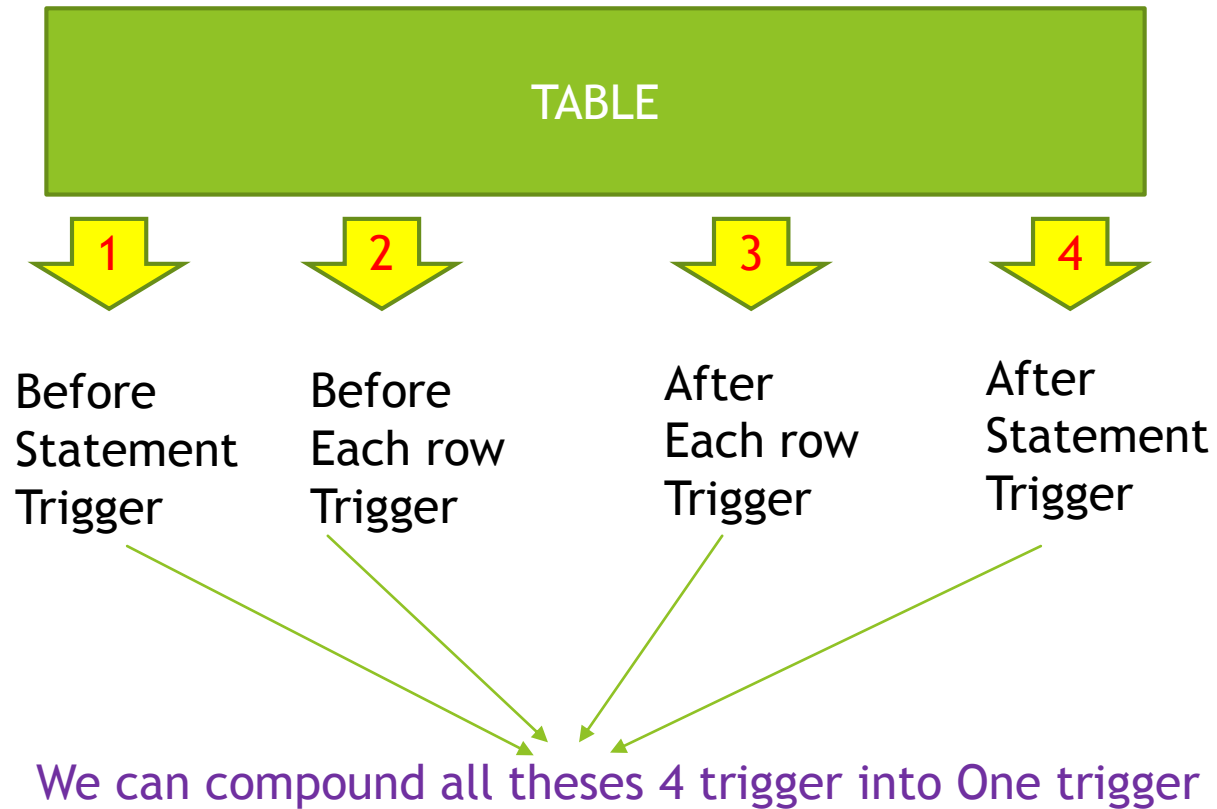 TABLE
1
2
3
4
Before
Statement
Trigger
Before
Each row
Trigger
After
Each row
Trigger
After
Statement
Trigger
We can compound all theses 4 trigger into One trigger